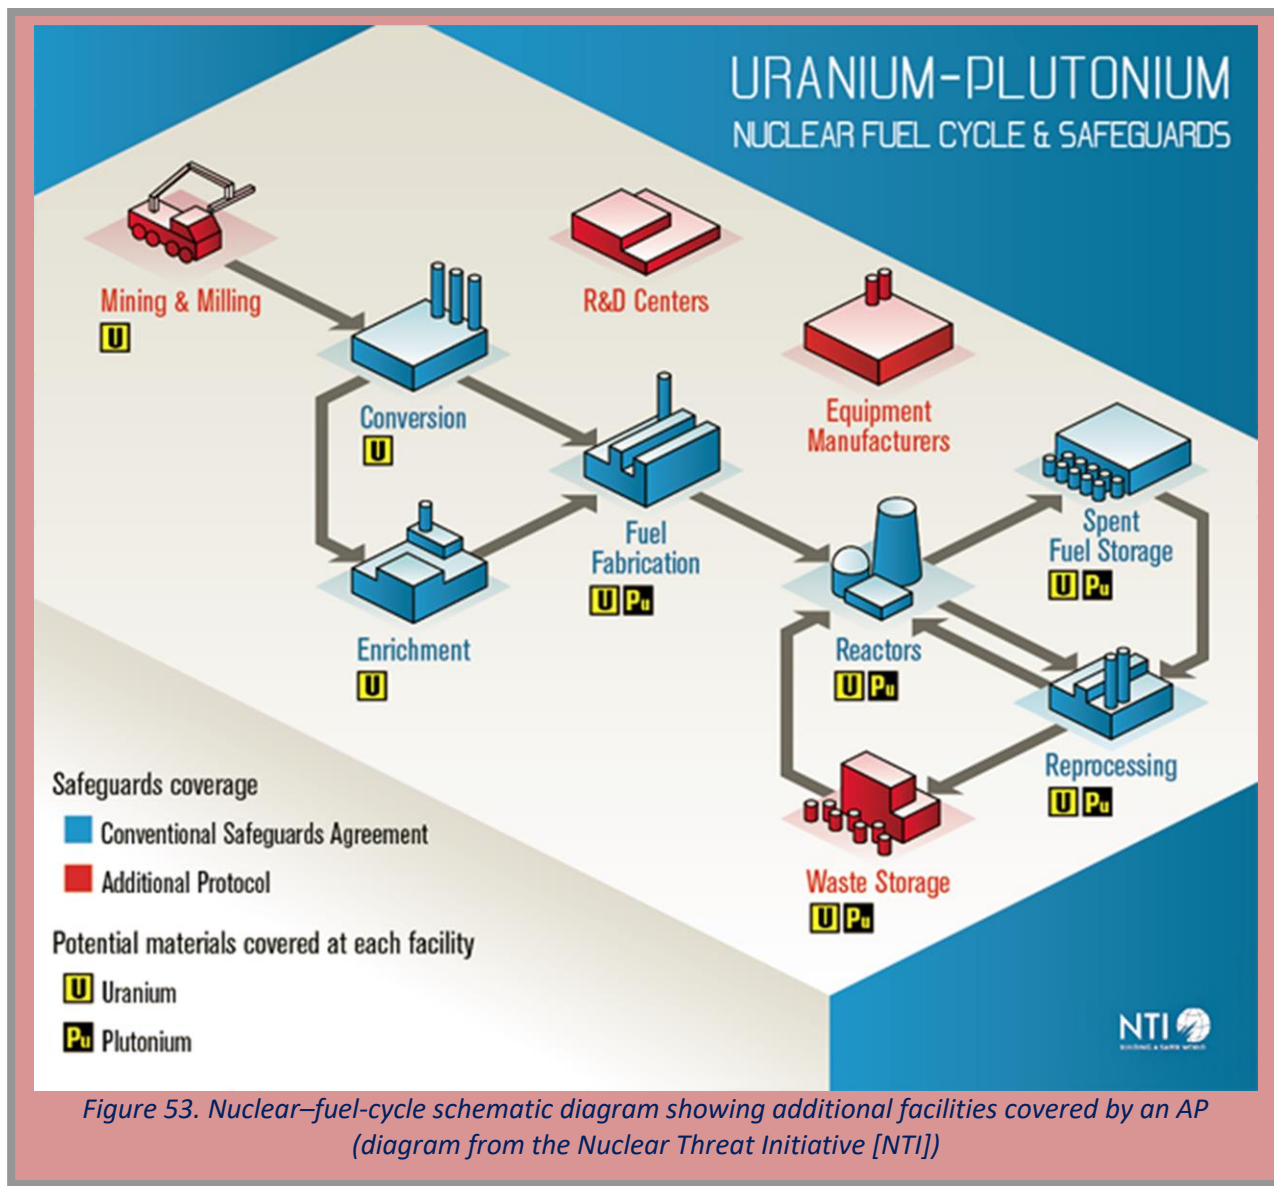 URANIUM-PLUTONIUM
NUCLEAR FUEL CYCLE & SAFEGUARDS
Mining & Milling
U
R&D Centers
Equipment
Manufacturers
Conversion
U
Fuel
Fabrication
U Pu
Spent
Fuel Storage
U Pu
Enrichment
U
Reactors
U Pu
Reprocessing
U Pu
Waste Storage
U Pu
Safeguards coverage
Conventional Safeguards Agreement
Additional Protocol
Potential materials covered at each facility
U Uranium
Pu Plutonium
NTI
Figure 53. Nuclear–fuel-cycle schematic diagram showing additional facilities covered by an AP
(diagram from the Nuclear Threat Initiative [NTI])